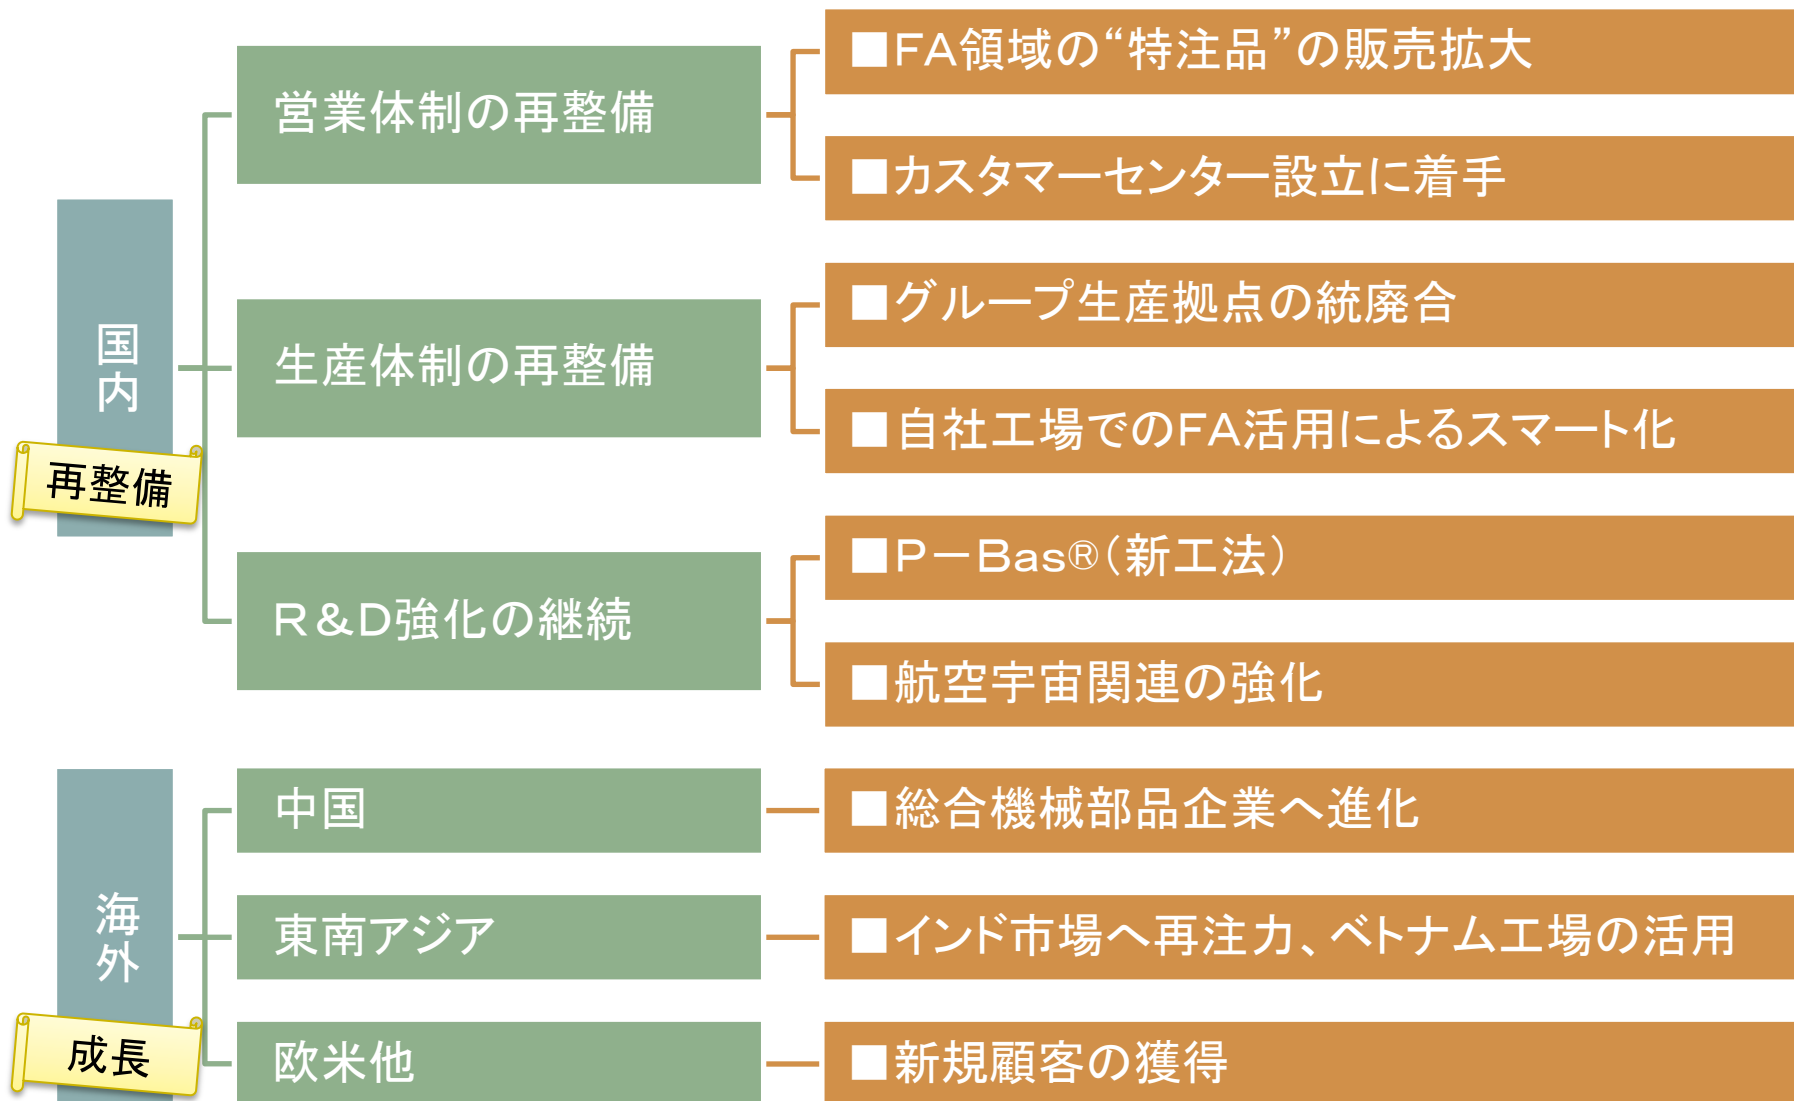 国内
再整備
営業体制の再整備
■FA領域の“特注品”の販売拡大
■カスタマーセンター設立に着手
生産体制の再整備
■グループ生産拠点の統廃合
■自社工場でのFA活用によるスマート化
R&D強化の継続
■P－Bas®(新工法)
■航空宇宙関連の強化
海外
成長
中国
■総合機械部品企業へ進化
東南アジア
■インド市場へ再注力、ベトナム工場の活用
欧米他
■新規顧客の獲得